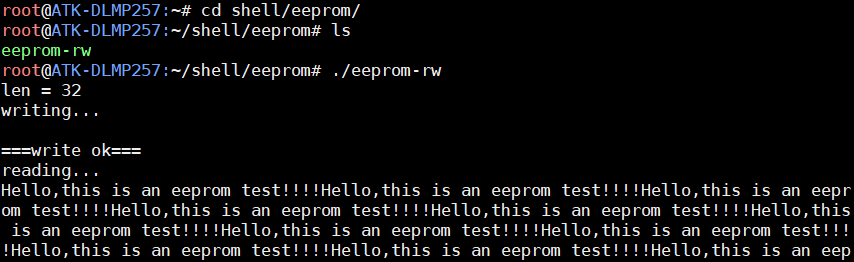 root@ATK-DLMP257:~# cd shell/eeprom/
root@ATK-DLMP257:~/shell/eeprom# ls
eeprom-rw
root@ATK-DLMP257:~/shell/eeprom# ./eeprom-rw
len = 32
writing...
===write ok===
reading...
Hello,this is an eeprom test!!!!Hello,this is an eeprom test!!!!Hello,this is an eepr
om test!!!!Hello,this is an eeprom test!!!!Hello,this is an eeprom test!!!!Hello,this
 is an eeprom test!!!!Hello,this is an eeprom test!!!!Hello,this is an eeprom test!!!
!Hello,this is an eeprom test!!!!Hello,this is an eeprom test!!!!Hello,this is an eep